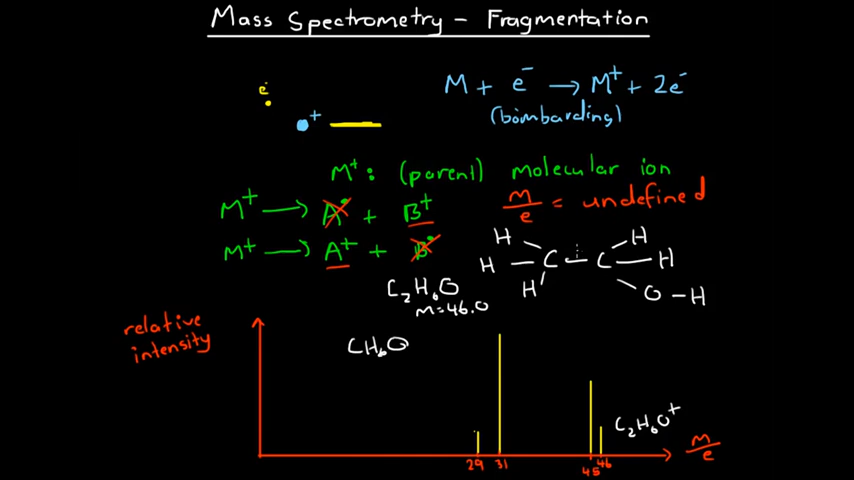 Mass Spectrometry - Fragmentation
e⁻
+
M + e⁻ → M⁺ + 2e⁻
(bombarding)
M⁺: (parent) molecular ion
M⁺ → A• + B⁺
m/e = undefined
M⁺ → A⁺ + B•
H H
H C C H
H O-H
C₂H₆O
M=46.0
relative
intensity
CH₆O
C₂H₆O⁺
m/e
29 31 45 46